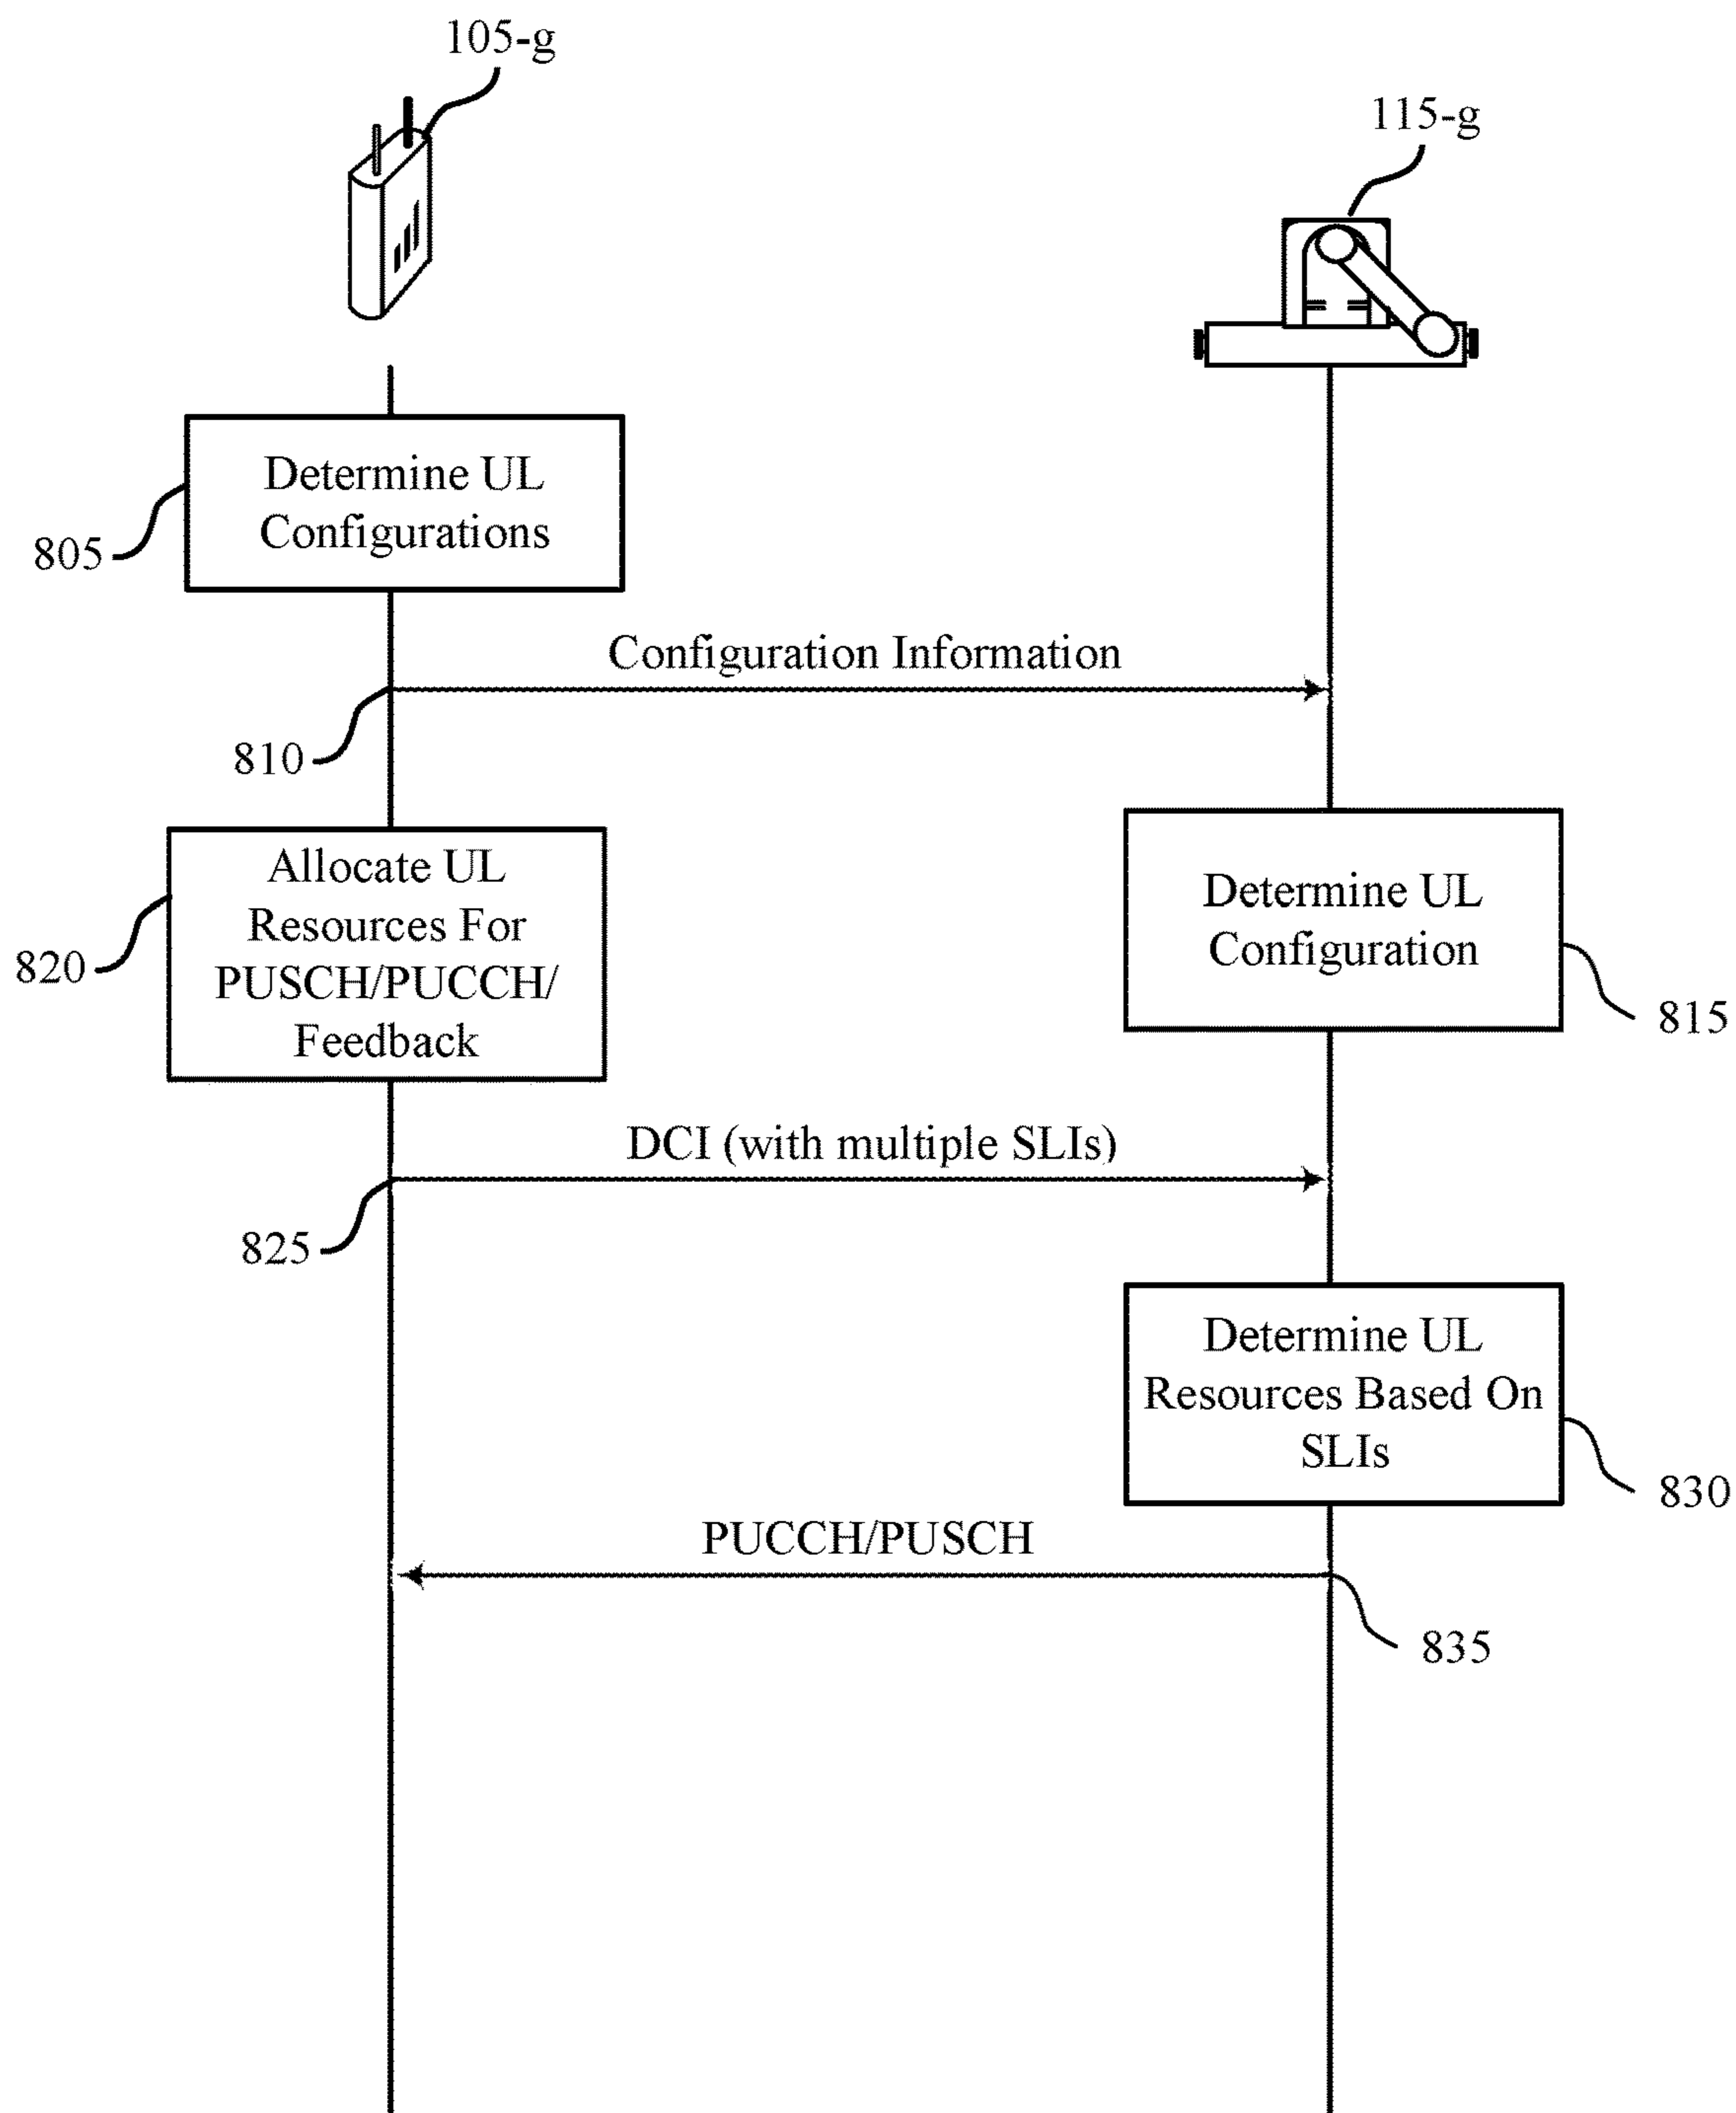 105-g
115-g
Determine UL
Configurations
805
Configuration Information
810
Allocate UL
Resources For
PUSCH/PUCCH/
Feedback
820
Determine UL
Configuration
815
DCI (with multiple SLIs)
825
Determine UL
Resources Based On
SLIs
830
PUCCH/PUSCH
835